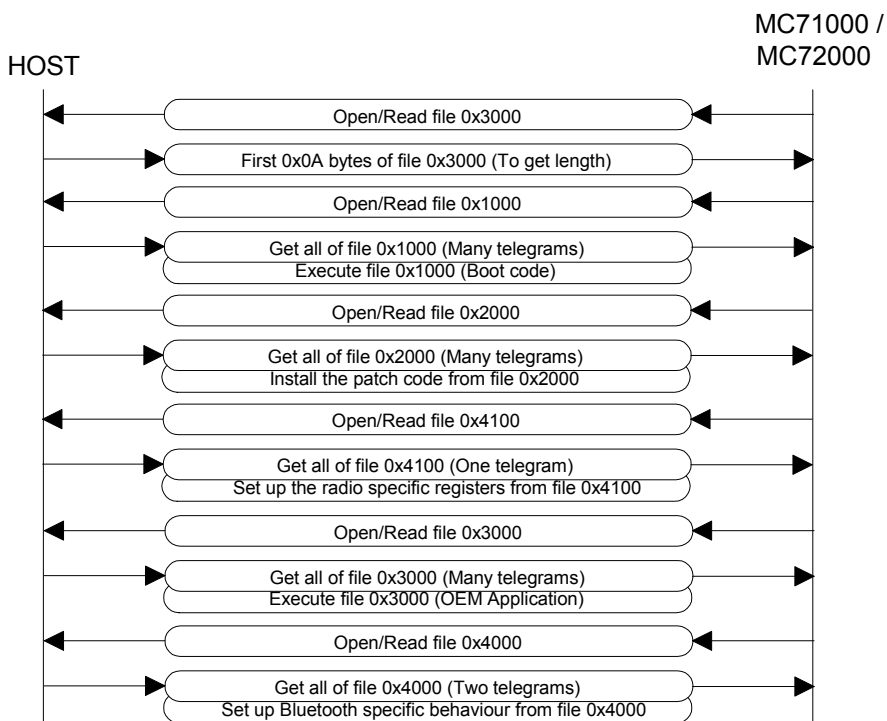 MC71000 /
MC72000
HOST
Open/Read file 0x3000
First 0x0A bytes of file 0x3000 (To get length)
Open/Read file 0x1000
Get all of file 0x1000 (Many telegrams)
Execute file 0x1000 (Boot code)
Open/Read file 0x2000
Get all of file 0x2000 (Many telegrams)
Install the patch code from file 0x2000
Open/Read file 0x4100
Get all of file 0x4100 (One telegram)
Set up the radio specific registers from file 0x4100
Open/Read file 0x3000
Get all of file 0x3000 (Many telegrams)
Execute file 0x3000 (OEM Application)
Open/Read file 0x4000
Get all of file 0x4000 (Two telegrams)
Set up Bluetooth specific behaviour from file 0x4000